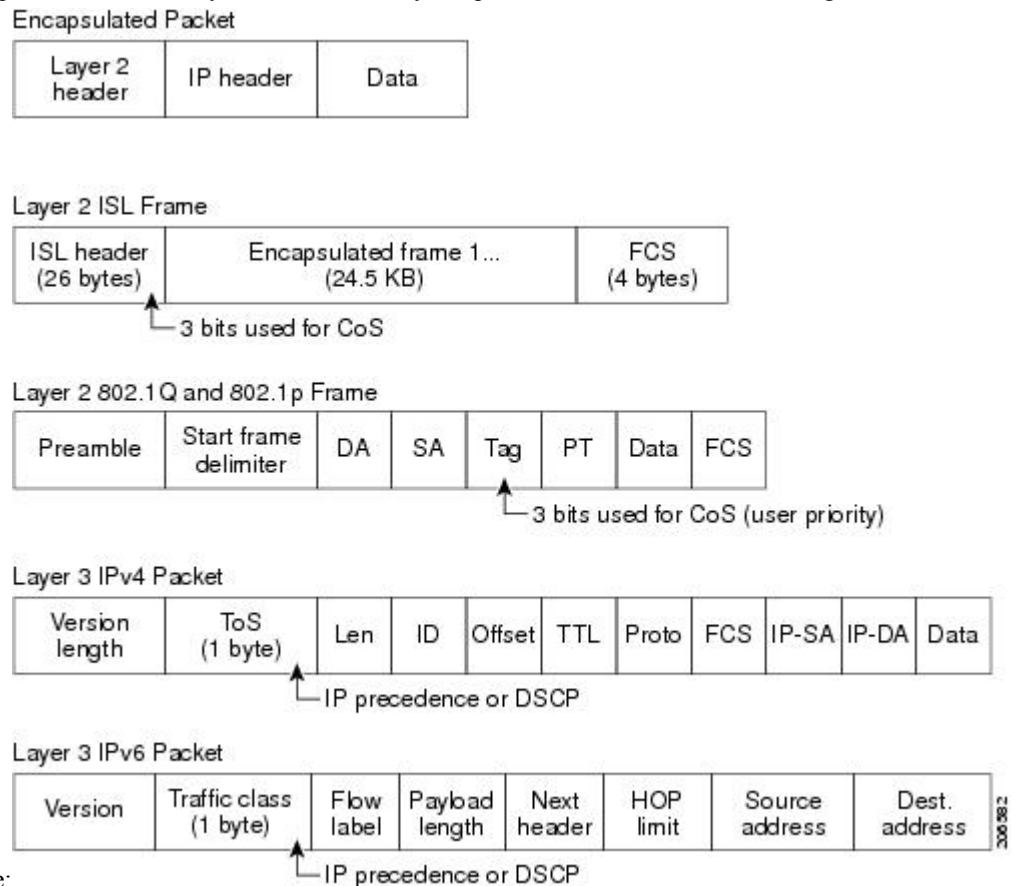 Encapsulated Packet
Layer 2
header
IP header
Data
Layer 2 ISL Frame
ISL header
(26 bytes)
Encapsulated frame 1...
(24.5 KB)
FCS
(4 bytes)
3 bits used for CoS
Layer 2 802.1Q and 802.1p Frame
Preamble
Start frame
delimiter
DA
SA
Tag
PT
Data
FCS
3 bits used for CoS (user priority)
Layer 3 IPv4 Packet
Version
length
ToS
(1 byte)
Len
ID
Offset
TTL
Proto
FCS
IP-SA
IP-DA
Data
IP precedence or DSCP
Layer 3 IPv6 Packet
Version
Traffic class
(1 byte)
Flow
label
Payload
length
Next
header
HOP
limit
Source
address
Dest.
address
206582
IP precedence or DSCP